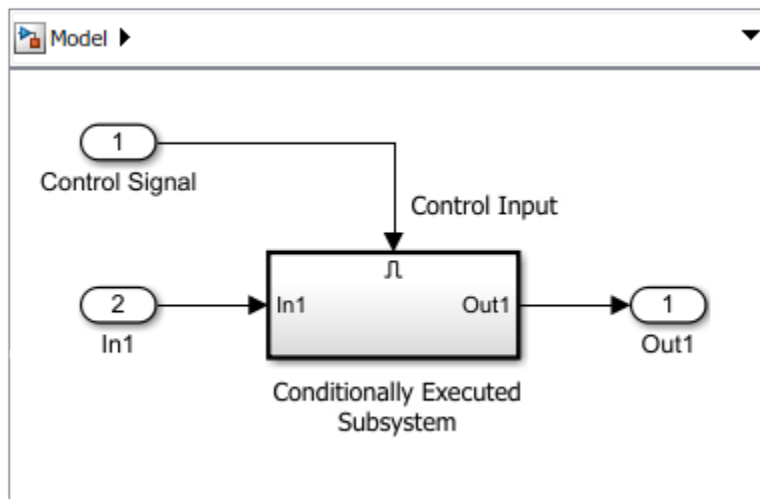 Model
1
Control Signal
Control Input
2
In1
In1
Out1
1
Out1
Conditionally Executed
Subsystem